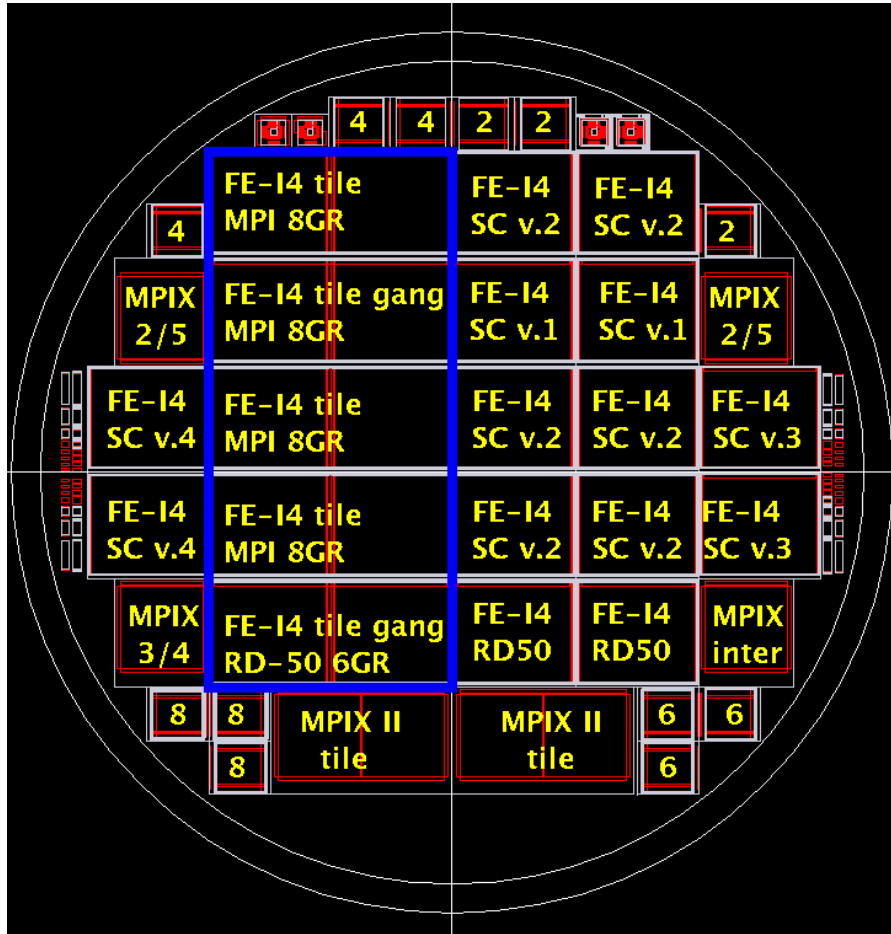 4 4 2 2
FE-I4 tile
MPI 8GR
FE-I4
SC v.2
FE-I4
SC v.2
4
2
MPIX
2/5
FE-I4 tile gang
MPI 8GR
FE-I4
SC v.1
FE-I4
SC v.1
MPIX
2/5
FE-I4
SC v.4
FE-I4 tile
MPI 8GR
FE-I4
SC v.2
FE-I4
SC v.2
FE-I4
SC v.3
FE-I4
SC v.4
FE-I4 tile
MPI 8GR
FE-I4
SC v.2
FE-I4
SC v.2
FE-I4
SC v.3
MPIX
3/4
FE-I4 tile gang
RD-50 6GR
FE-I4
RD50
FE-I4
RD50
MPIX
inter
8 8
MPIX II
tile
MPIX II
tile
6 6
8
6